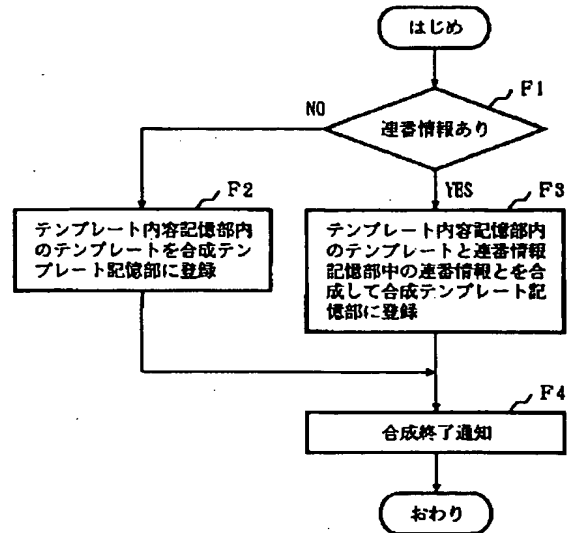 はじめ
F1
連番情報あり
NO
YES
F2
テンプレート内容記憶部内
のテンプレートを合成テン
プレート記憶部に登録
F3
テンプレート内容記憶部内
のテンプレートと連番情報
記憶部中の連番情報とを合
成して合成テンプレート記
憶部に登録
F4
合成終了通知
おわり